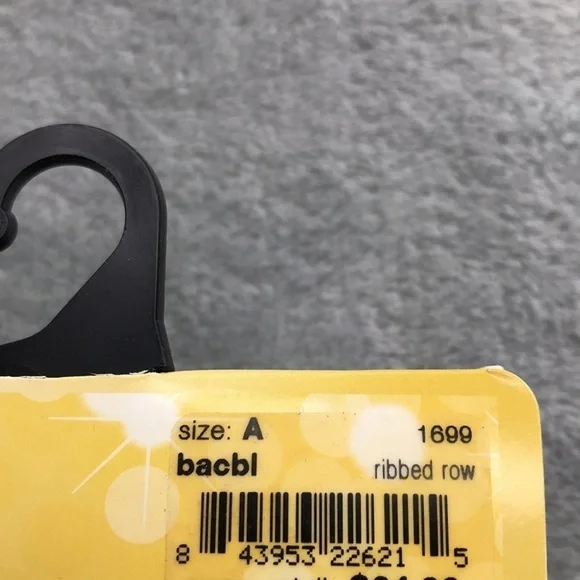 size: A 1699
bacbl ribbed row
8 43953 22621 5